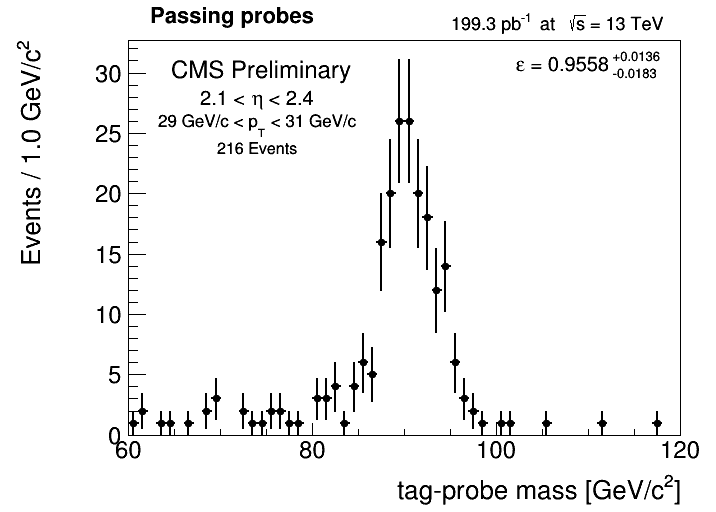 Passing probes
199.3 pb⁻¹ at √s = 13 TeV
CMS Preliminary
ε = 0.9558 +0.0136 -0.0183
2.1 < η < 2.4
29 GeV/c < p_T < 31 GeV/c
216 Events
Events / 1.0 GeV/c²
30
25
20
15
10
5
0
60 80 100 120
tag-probe mass [GeV/c²]